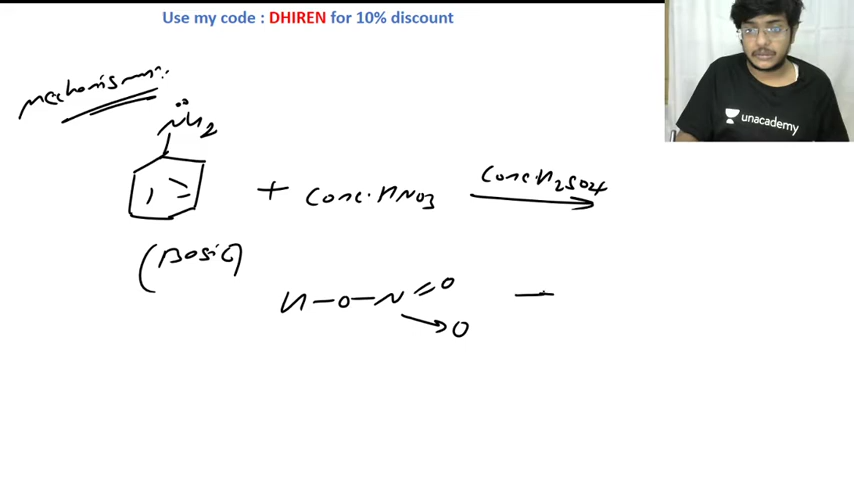 Use my code : DHIREN for 10% discount
unacademy
Mechanism:
NH2
+ Conc. HNO3 Conc. H2SO4
(Basic)
H-O-N=O
O